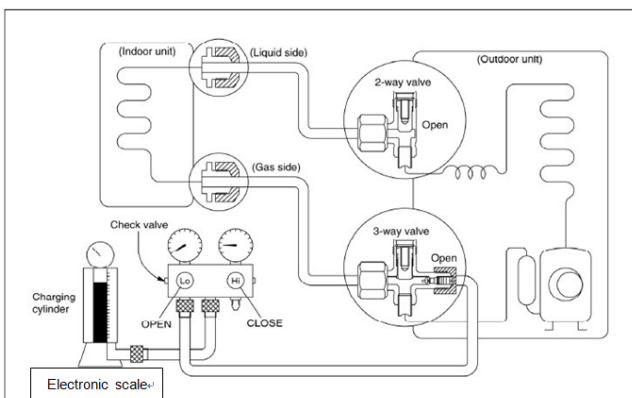 (Indoor unit)
(Liquid side)
2-way valve
(Outdoor unit)
Open
(Gas side)
3-way valve
Open
Check valve
Lo
Hi
OPEN
CLOSE
Charging
cylinder
Electronic scale